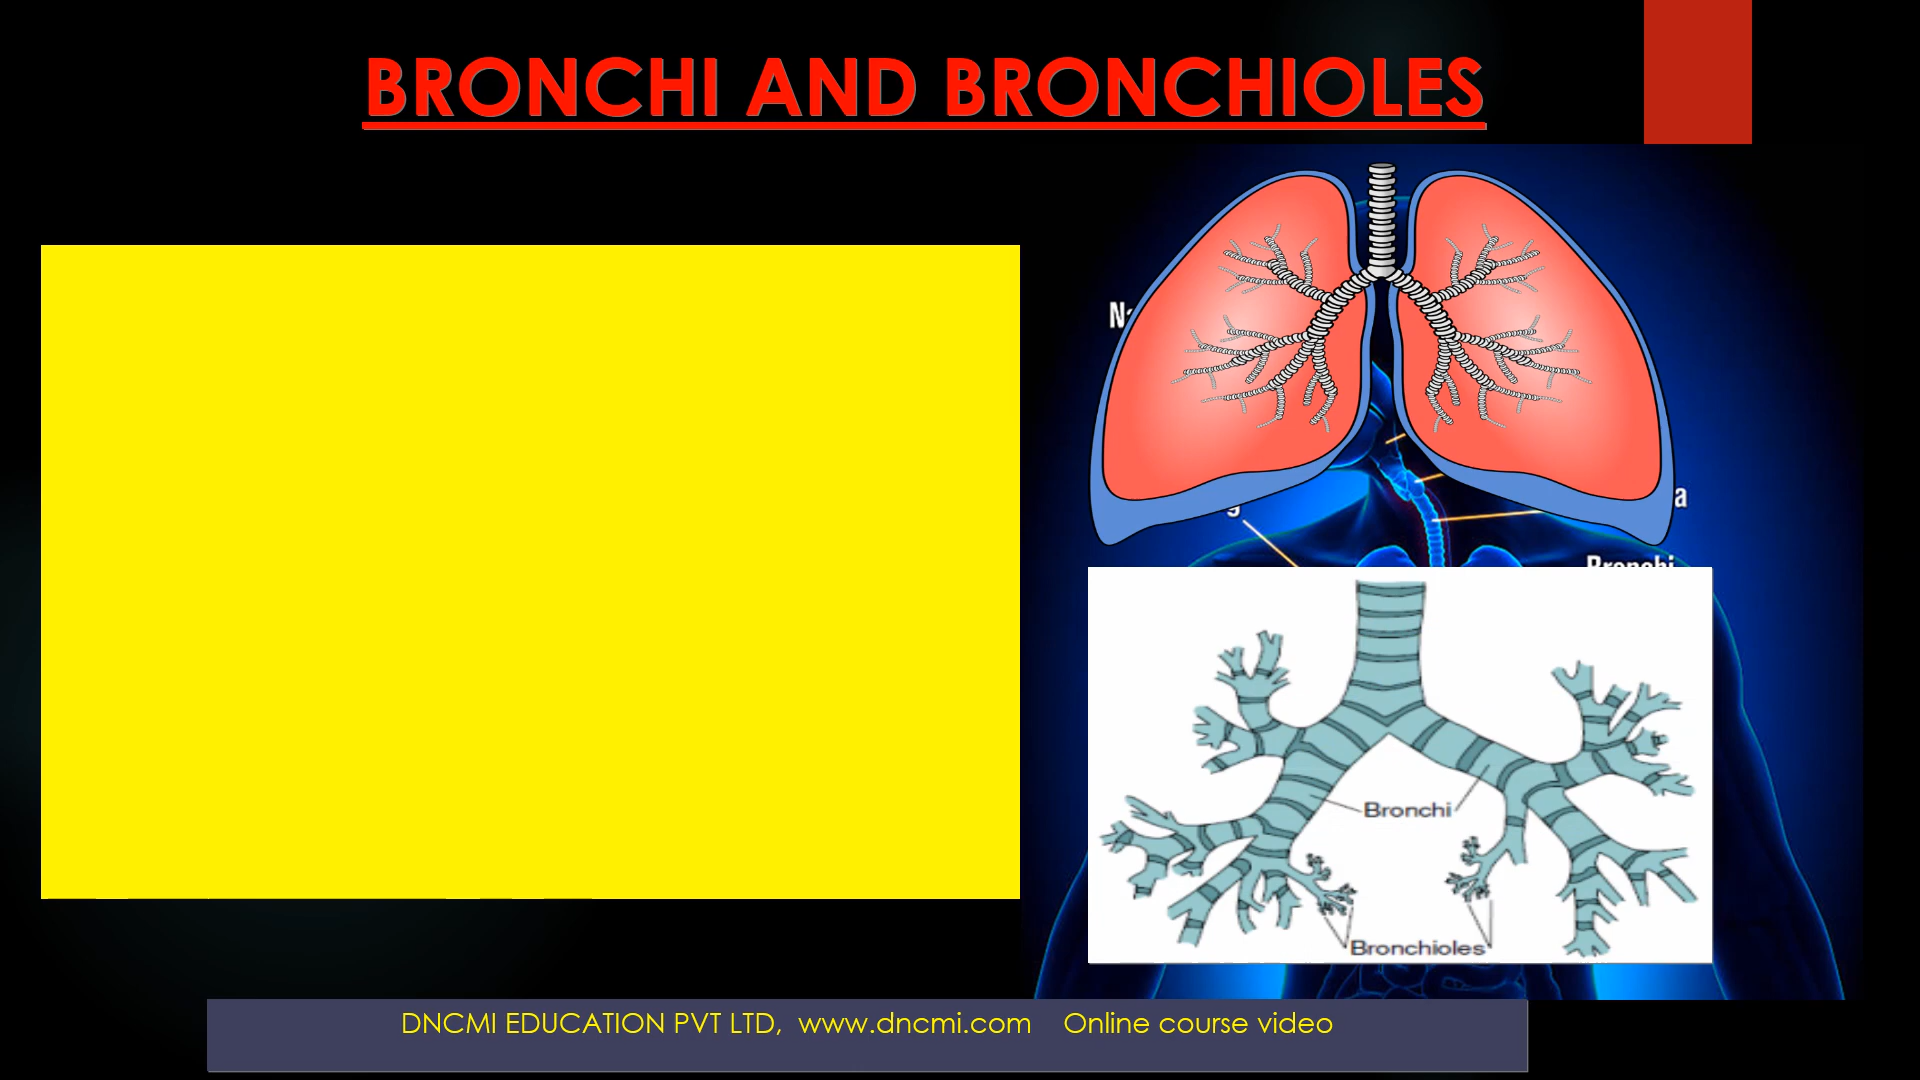 BRONCHI AND BRONCHIOLES
Bronchi
Bronchioles
DNCMI EDUCATION PVT LTD, www.dncmi.com Online course video